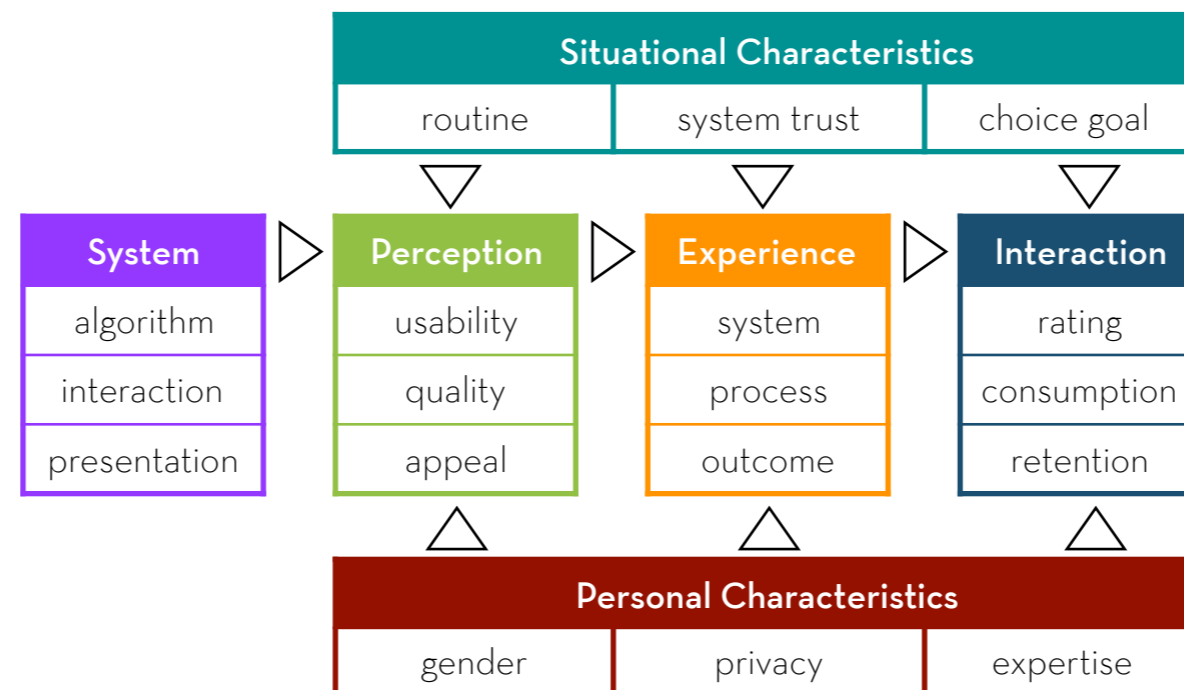 Situational Characteristics
routine system trust choice goal
System Perception Experience Interaction
algorithm usability system rating
interaction quality process consumption
presentation appeal outcome retention
Personal Characteristics
gender privacy expertise